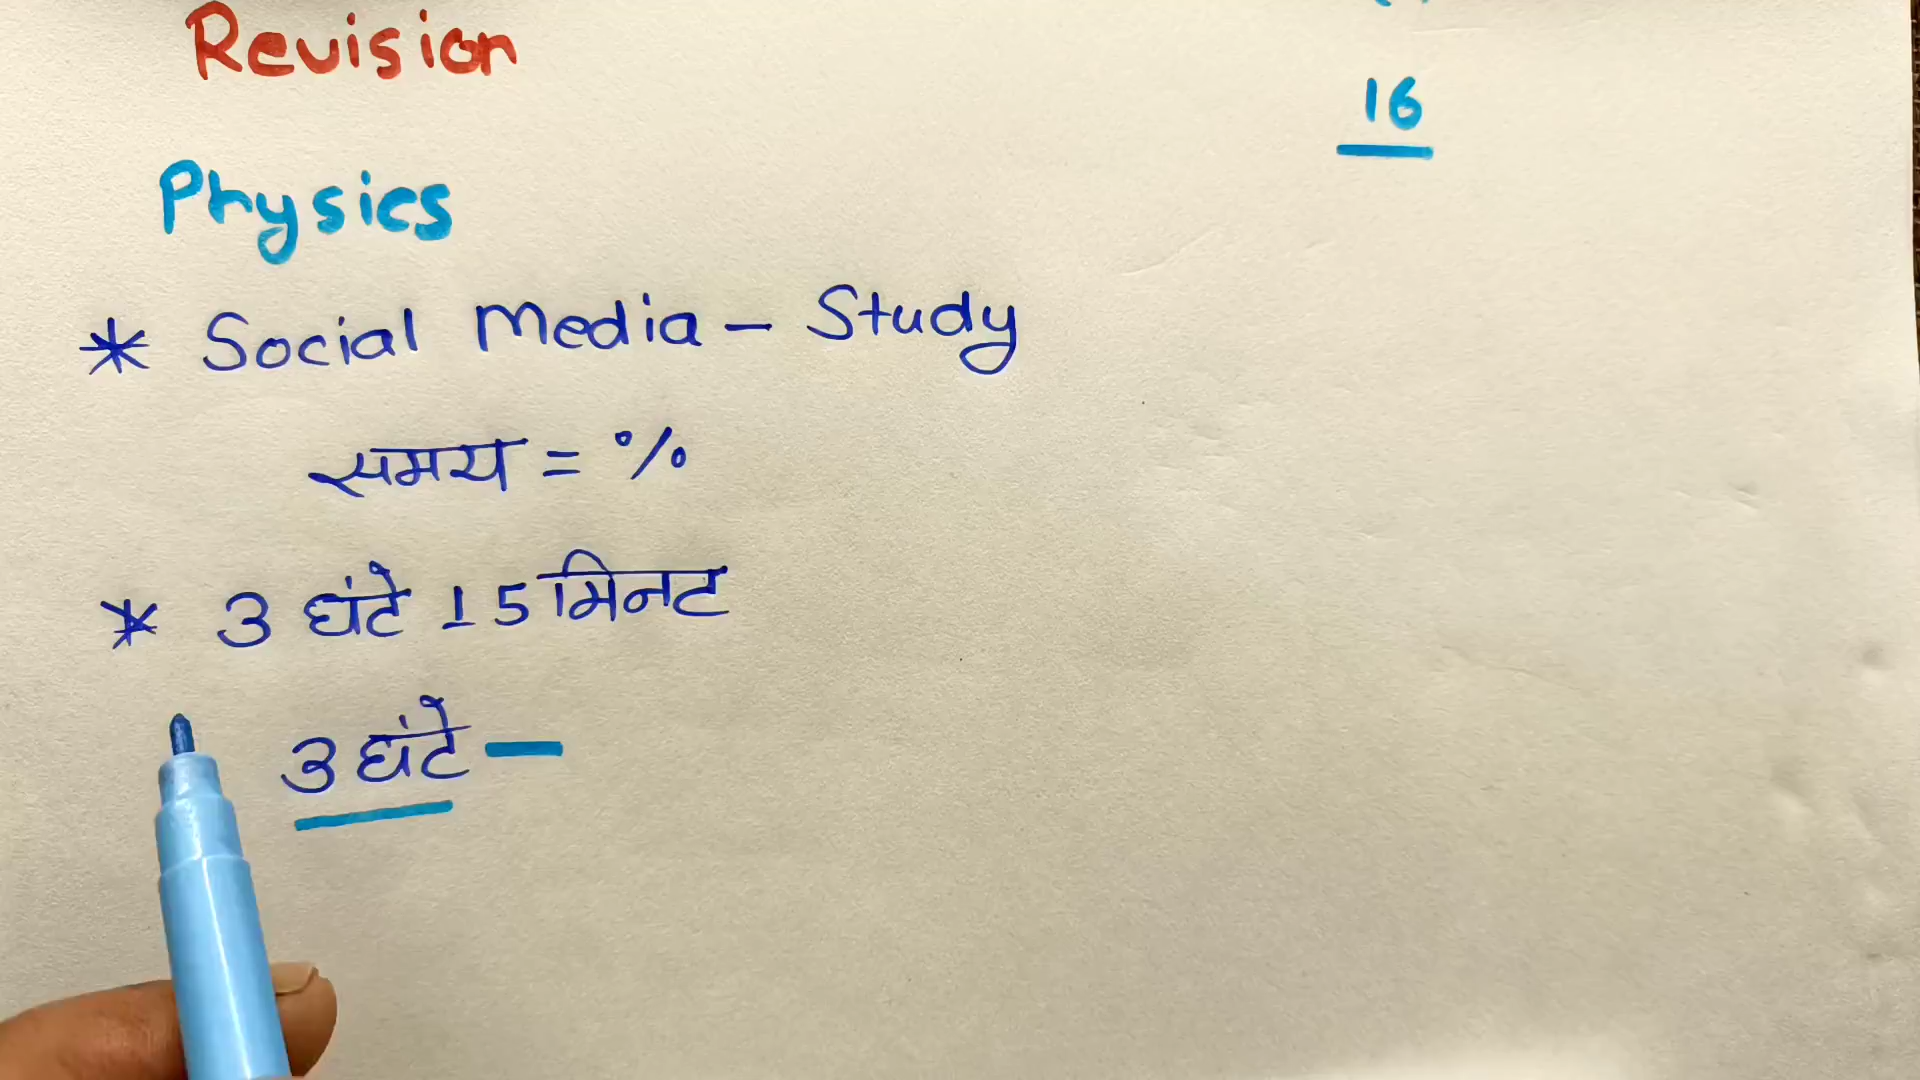 Revision
16
Physics
* Social Media - Study
समय = %
* 3 घंटे 15 मिनट
3 घंटे -